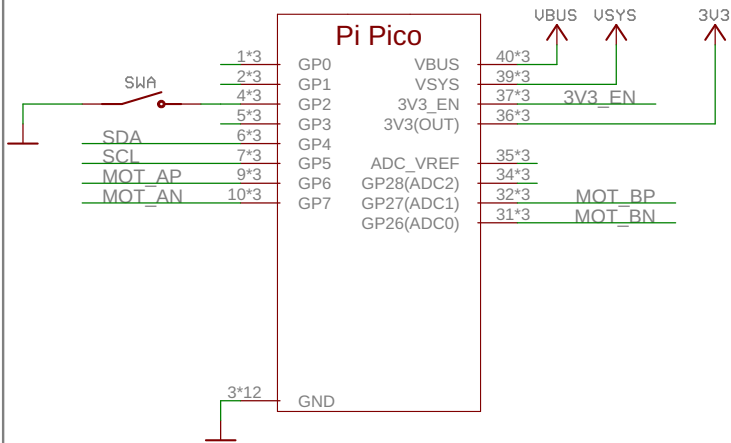 VBUS VSYS 3V3
Pi Pico
1*3 GP0 VBUS 40*3
2*3 GP1 VSYS 39*3
SWA 4*3 GP2 3V3_EN 37*3 3V3_EN
5*3 GP3 3V3(OUT) 36*3
SDA 6*3 GP4
SCL 7*3 GP5 ADC_VREF 35*3
MOT_AP 9*3 GP6 GP28(ADC2) 34*3
MOT_AN 10*3 GP7 GP27(ADC1) 32*3 MOT_BP
GP26(ADC0) 31*3 MOT_BN
3*12 GND